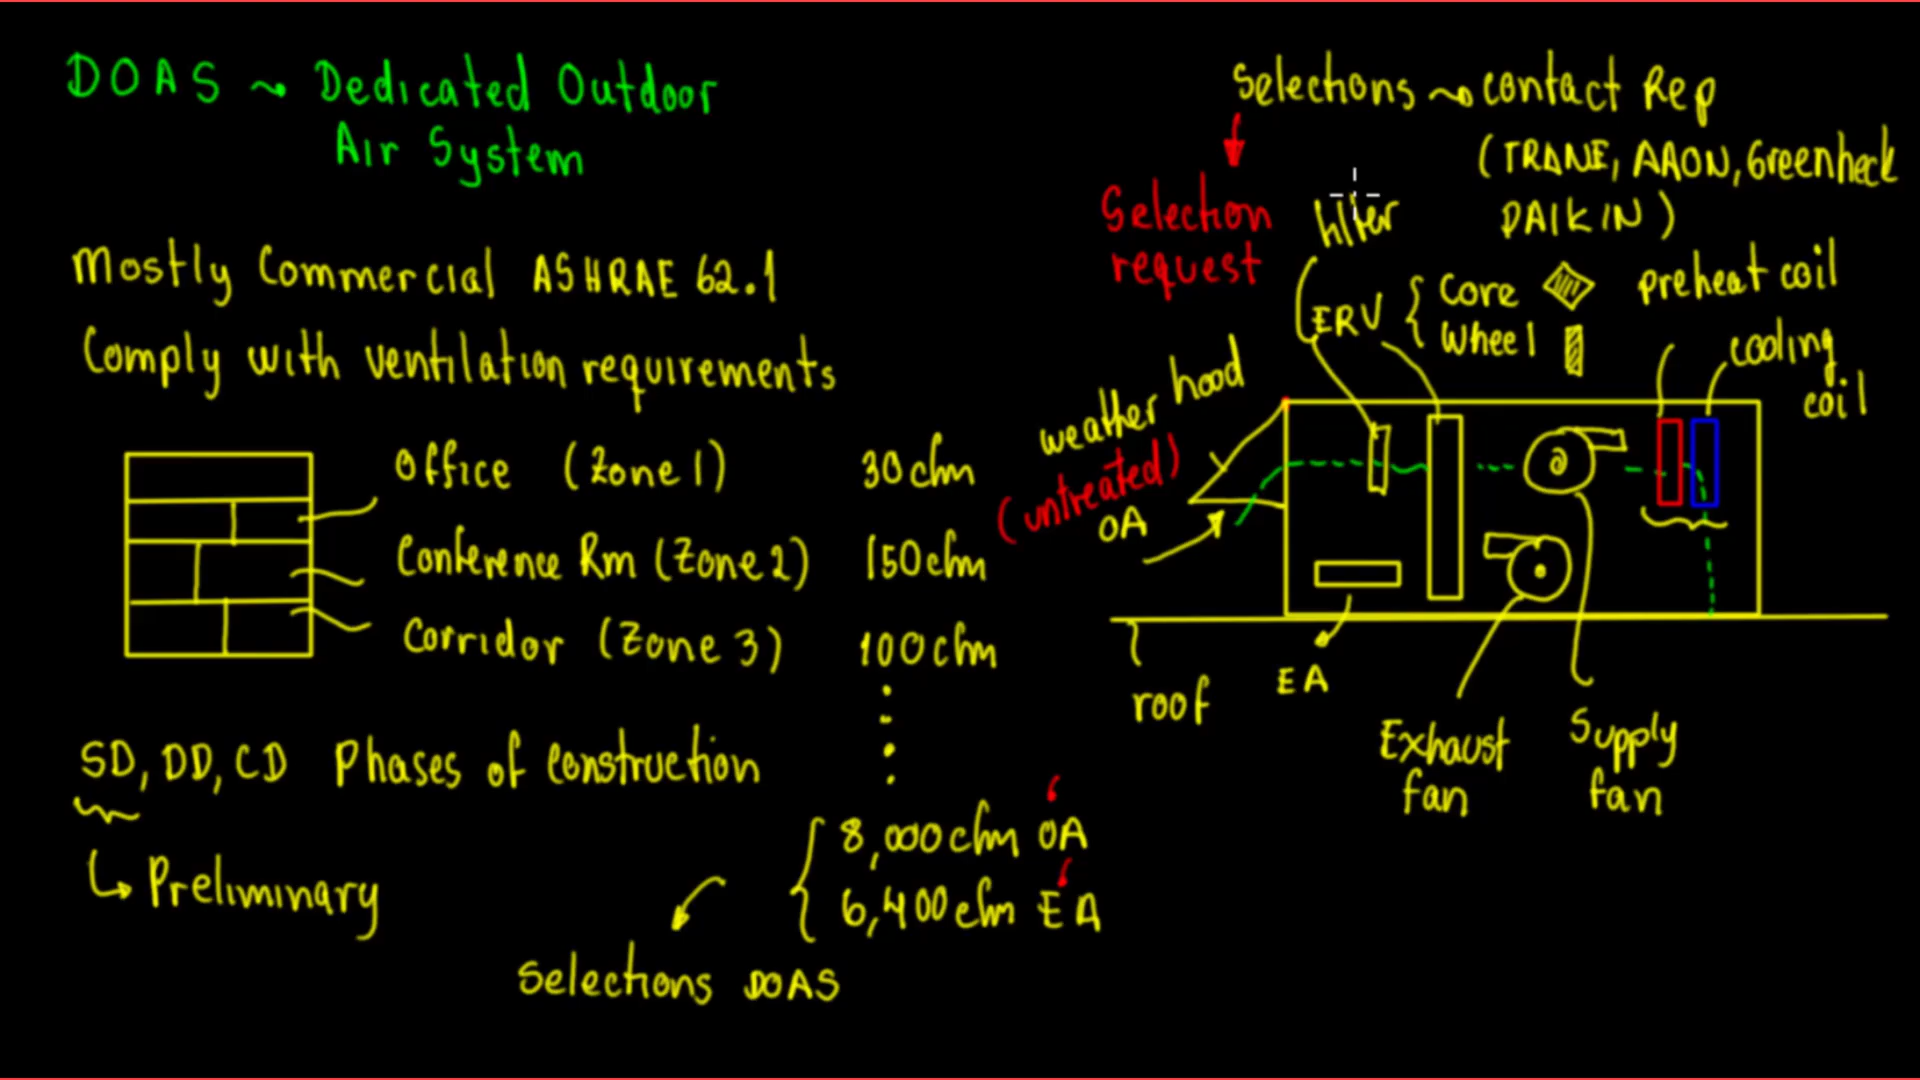 DOAS ~ Dedicated Outdoor
Air System
Mostly Commercial ASHRAE 62.1
Comply with ventilation requirements
Office (Zone 1) 30 cfm
Conference Rm (Zone 2) 150 cfm
Corridor (Zone 3) 100 cfm
SD, DD, CD Phases of Construction
Preliminary
8,000 cfm OA
6,400 cfm EA
Selections DOAS
Selections ~ contact Rep
(TRANE, AAON, Greenheck
DAIKIN)
Selection
request
filter
ERV { Core
Wheel
preheat coil
cooling
coil
weather hood
(untreated)
OA
roof
EA
Exhaust
fan
Supply
fan